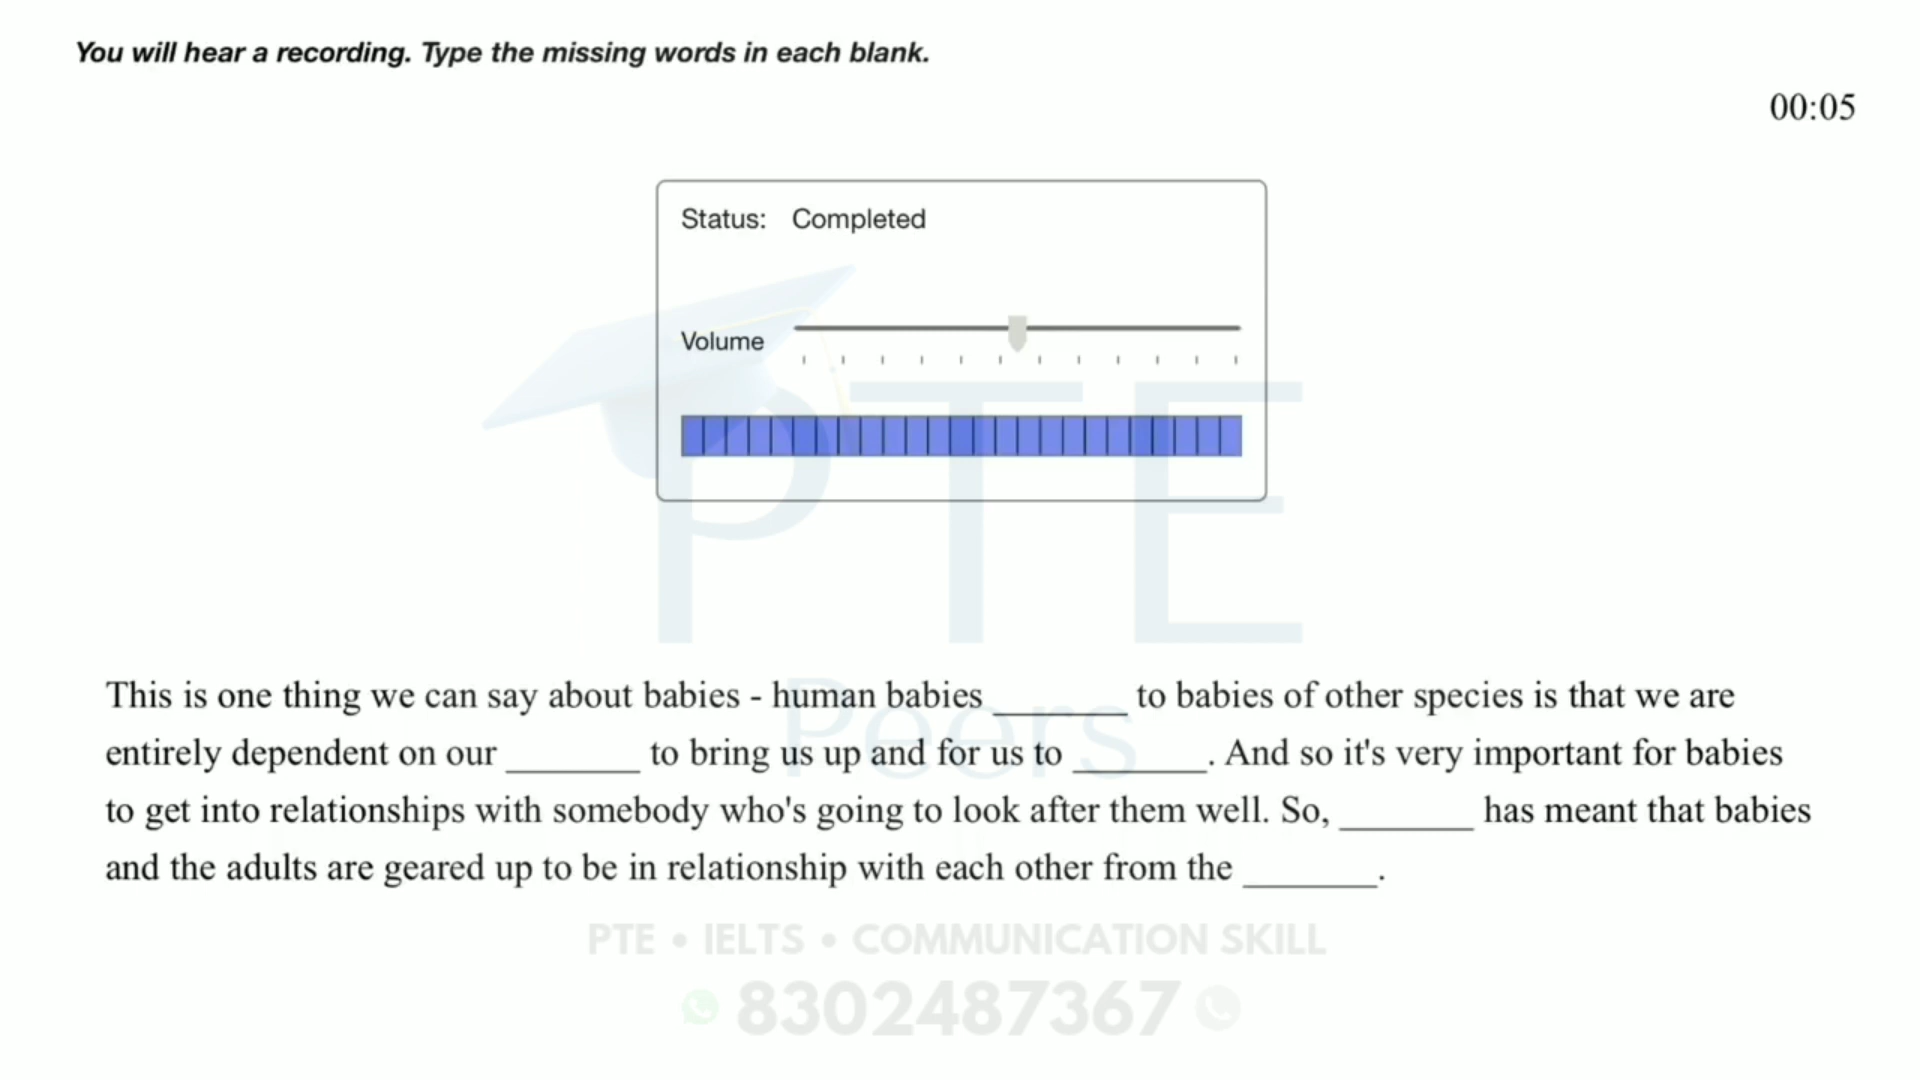 You will hear a recording. Type the missing words in each blank.
00:05
Status: Completed
Volume
PTE
Peers
This is one thing we can say about babies - human babies ________ to babies of other species is that we are
entirely dependent on our ________ to bring us up and for us to ________. And so it's very important for babies
to get into relationships with somebody who's going to look after them well. So, ________ has meant that babies
and the adults are geared up to be in relationship with each other from the ________.
PTE • IELTS • COMMUNICATION SKILL
8302487367